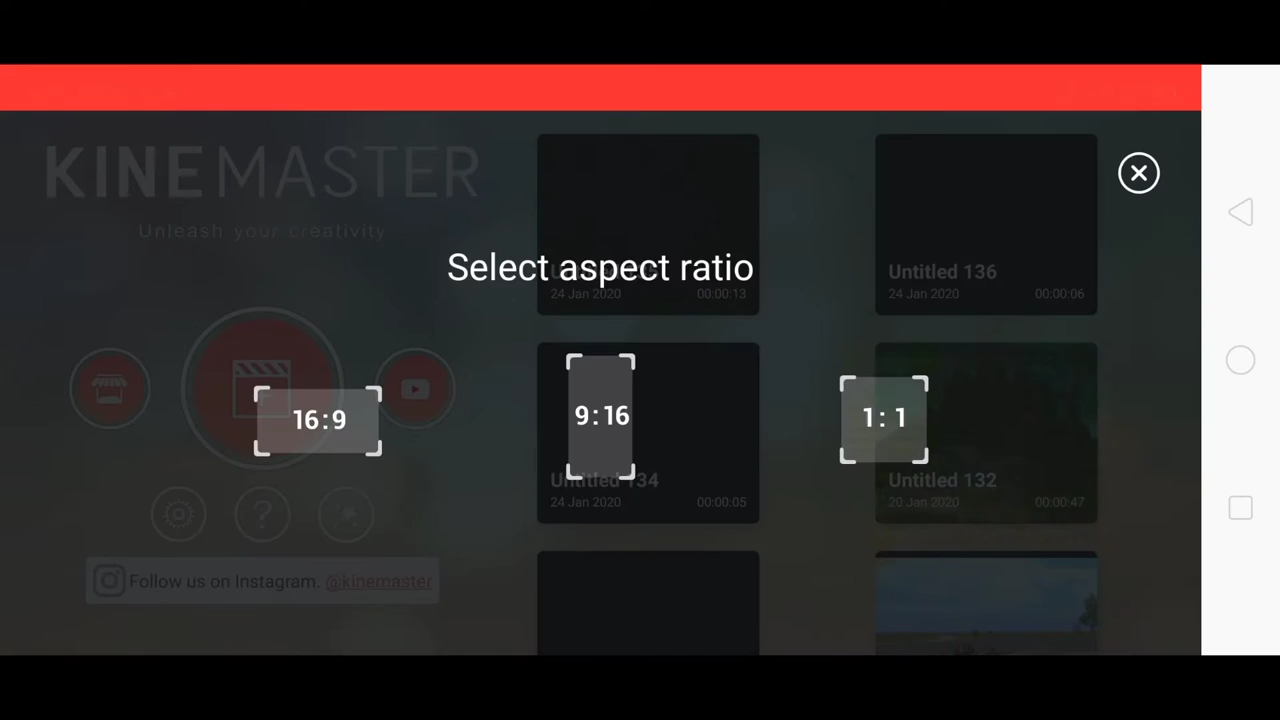 KINEMASTER
Unleash your creativity
Select aspect ratio
24 Jan 2020 00:00:13
Untitled 136
24 Jan 2020 00:00:06
16:9
9:16
1:1
Untitled 134
24 Jan 2020 00:00:05
Untitled 132
20 Jan 2020 00:00:47
?
Follow us on Instagram. @kinemaster